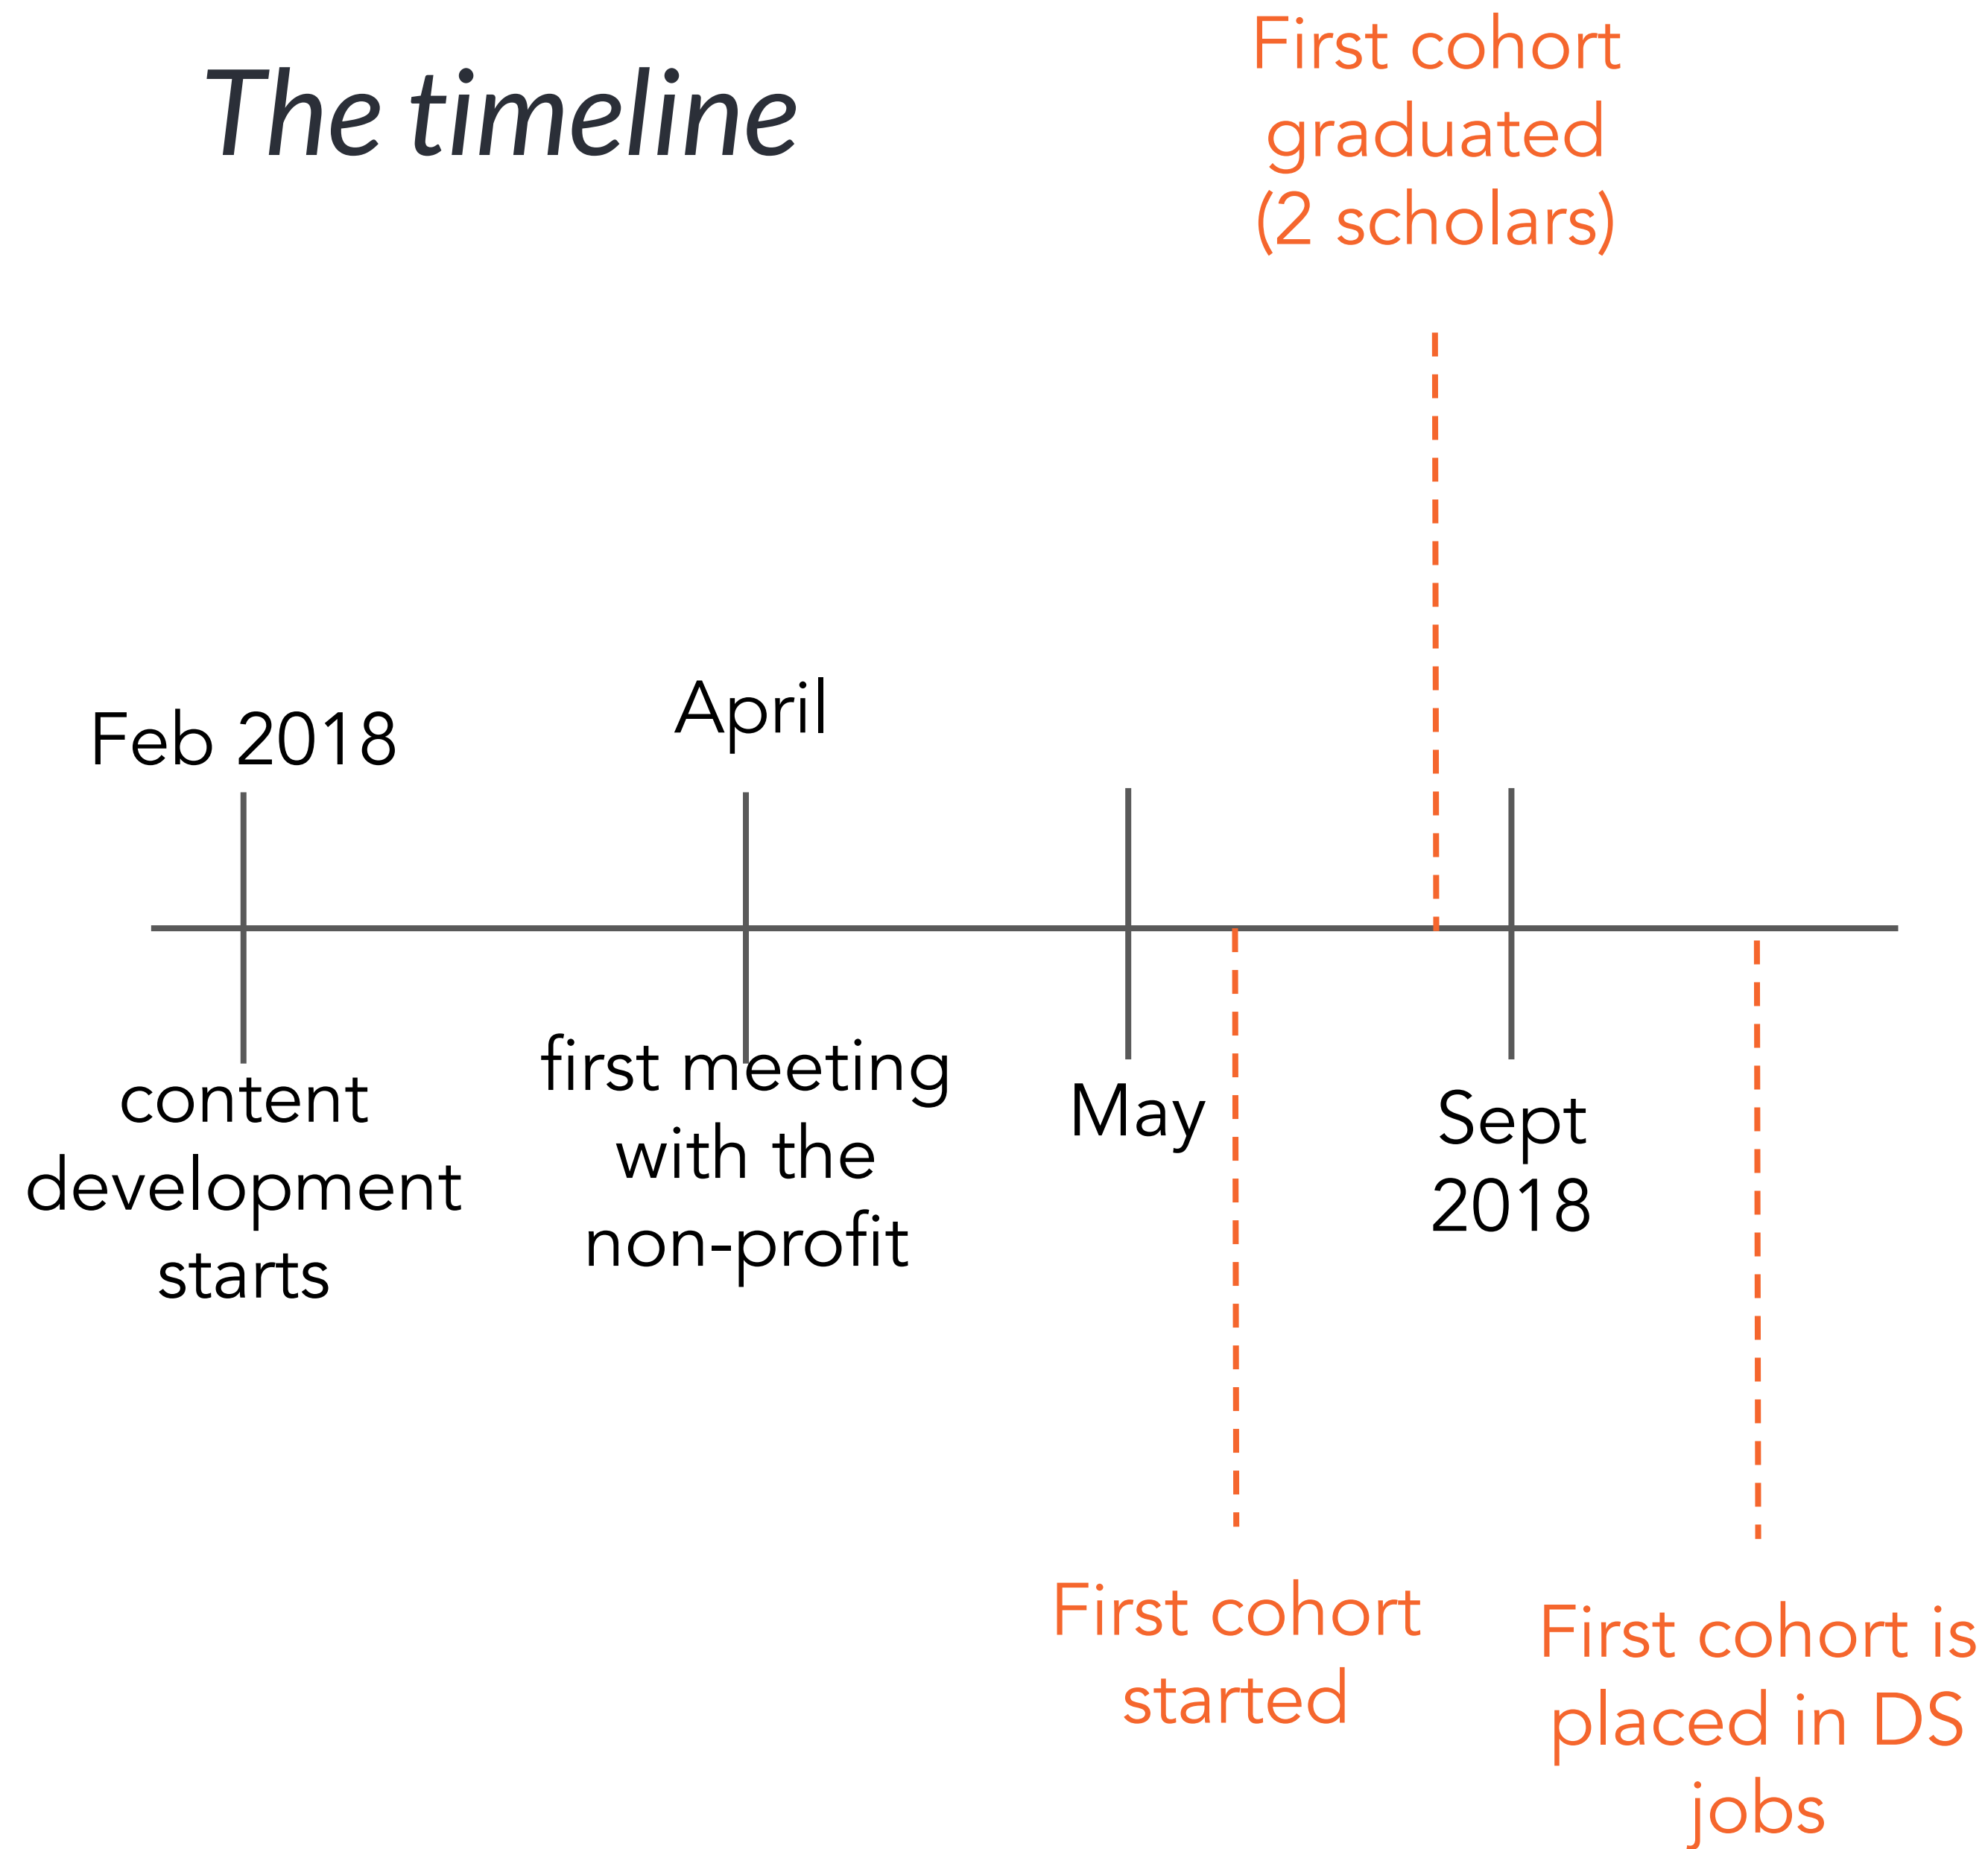 The timeline
First cohort
graduated
(2 scholars)
Feb 2018
April
content
development
starts
first meeting
with the
non-profit
May
Sept
2018
First cohort
started
First cohort is
placed in DS
jobs